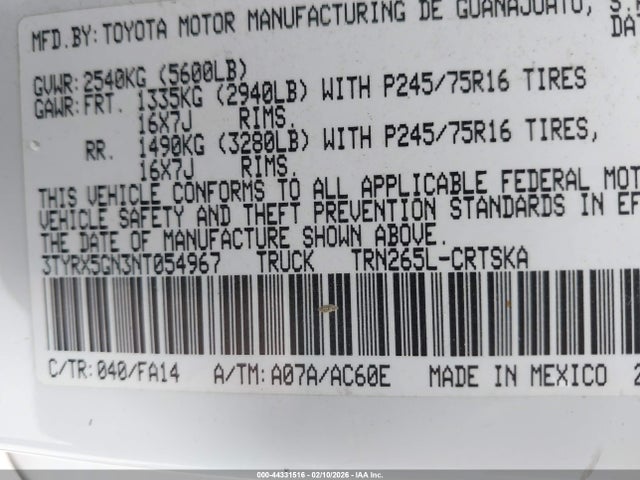 MFD.BY: TOYOTA MOTOR MANUFACTURING DE GUANAJUATO,
DA
GVWR: 2540KG (5600LB)
GAWR: FRT. 1335KG (2940LB) WITH P245/75R16 TIRES
16X7J RIMS.
RR. 1490KG (3280LB) WITH P245/75R16 TIRES,
16X7J RIMS.
THIS VEHICLE CONFORMS TO ALL APPLICABLE FEDERAL MOT
VEHICLE SAFETY AND THEFT PREVENTION STANDARDS IN EF
THE DATE OF MANUFACTURE SHOWN ABOVE.
3TYRX5GN3NT054967 TRUCK TRN265L-CRTSKA
C/TR: 040/FA14 A/TM: A07A/AC60E MADE IN MEXICO 2
000-44331516 - 02/10/2026 - IAA Inc.